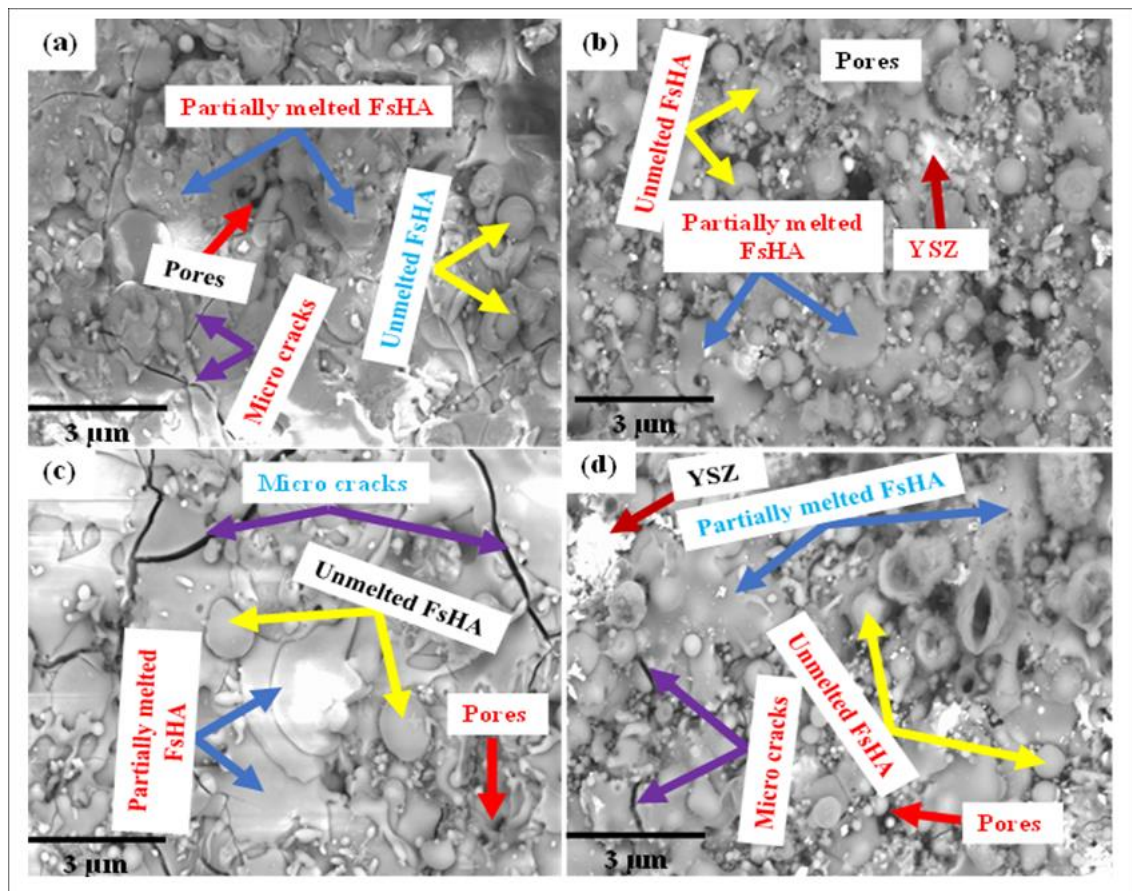 (a)
Partially melted FsHA
Pores
Unmelted FsHA
Micro cracks
3 µm
(b)
Pores
Unmelted FsHA
Partially melted
FsHA
YSZ
3 µm
(c)
Micro cracks
Unmelted FsHA
Partially melted
FsHA
Pores
3 µm
(d)
YSZ
Partially melted FsHA
Unmelted FsHA
Micro cracks
Pores
3 µm